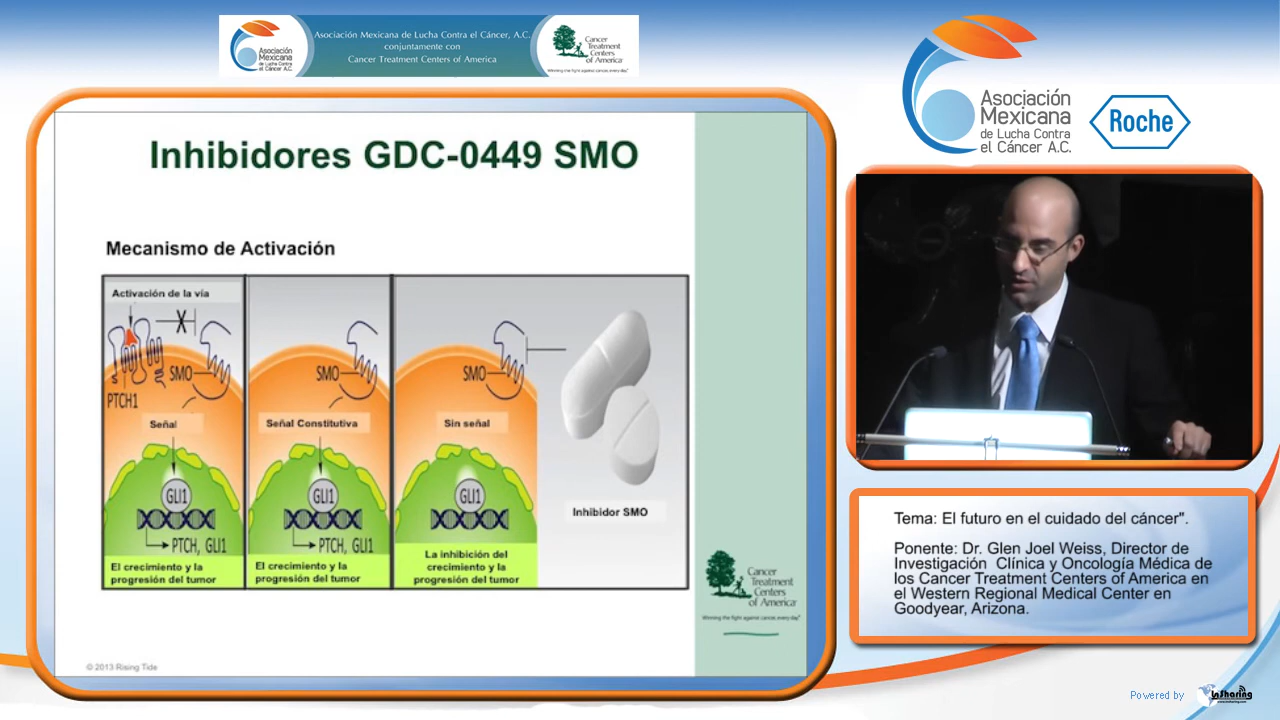 Asociación
Mexicana
de Lucha Contra
el Cáncer A.C.
Asociación Mexicana de Lucha Contra el Cáncer, A.C.
conjuntamente con
Cancer Treatment Centers of America
Cancer
Treatment
Centers
of America
Winning the fight against cancer, every day.
Asociación
Mexicana
de Lucha Contra
el Cáncer A.C.
Roche
Inhibidores GDC-0449 SMO
Mecanismo de Activación
Activación de la vía
X
SMO
PTCH1
Señal
GLI1
PTCH, GLI1
El crecimiento y la
progresión del tumor
SMO
Señal Constitutiva
GLI1
PTCH, GLI1
El crecimiento y la
progresión del tumor
SMO
Sin señal
GLI1
La inhibición del
crecimiento y la
progresión del tumor
Inhibidor SMO
Cancer
Treatment
Centers
of America
Winning the fight against cancer, every day.
© 2013 Rising Tide
Tema: El futuro en el cuidado del cáncer".
Ponente: Dr. Glen Joel Weiss, Director de
Investigación Clínica y Oncología Médica de
los Cancer Treatment Centers of America en
el Western Regional Medical Center en
Goodyear, Arizona.
Powered by
InSharing
www.insharing.com